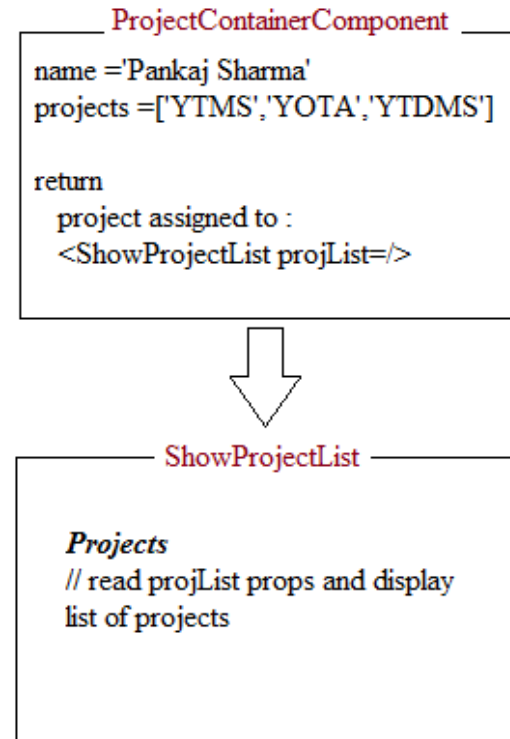 ProjectContainerComponent
name ='Pankaj Sharma'
projects =['YTMS','YOTA','YTDMS']
return
project assigned to :
<ShowProjectList projList=/>
ShowProjectList
Projects
// read projList props and display
list of projects